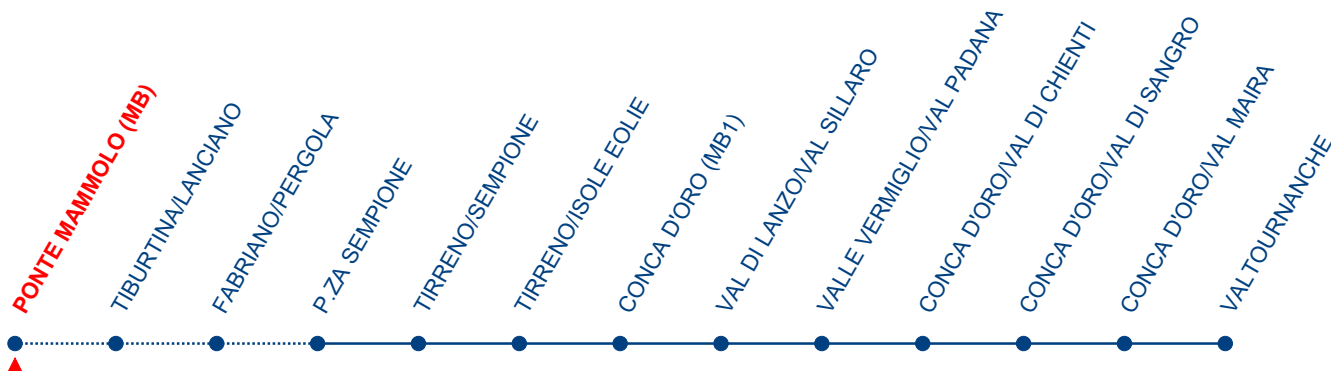 PONTE MAMMOLO (MB)
TIBURTINA/LANCIANO
FABRIANO/PERGOLA
P.ZA SEMPIONE
TIRRENO/SEMPIONE
TIRRENO/ISOLE EOLIE
CONCA D'ORO (MB1)
VAL DI LANZO/VAL SILLARO
VALLE VERMIGLIO/VAL PADANA
CONCA D'ORO/VAL DI CHIENTI
CONCA D'ORO/VAL DI SANGRO
CONCA D'ORO/VAL MAIRA
VALTOURNANCHE